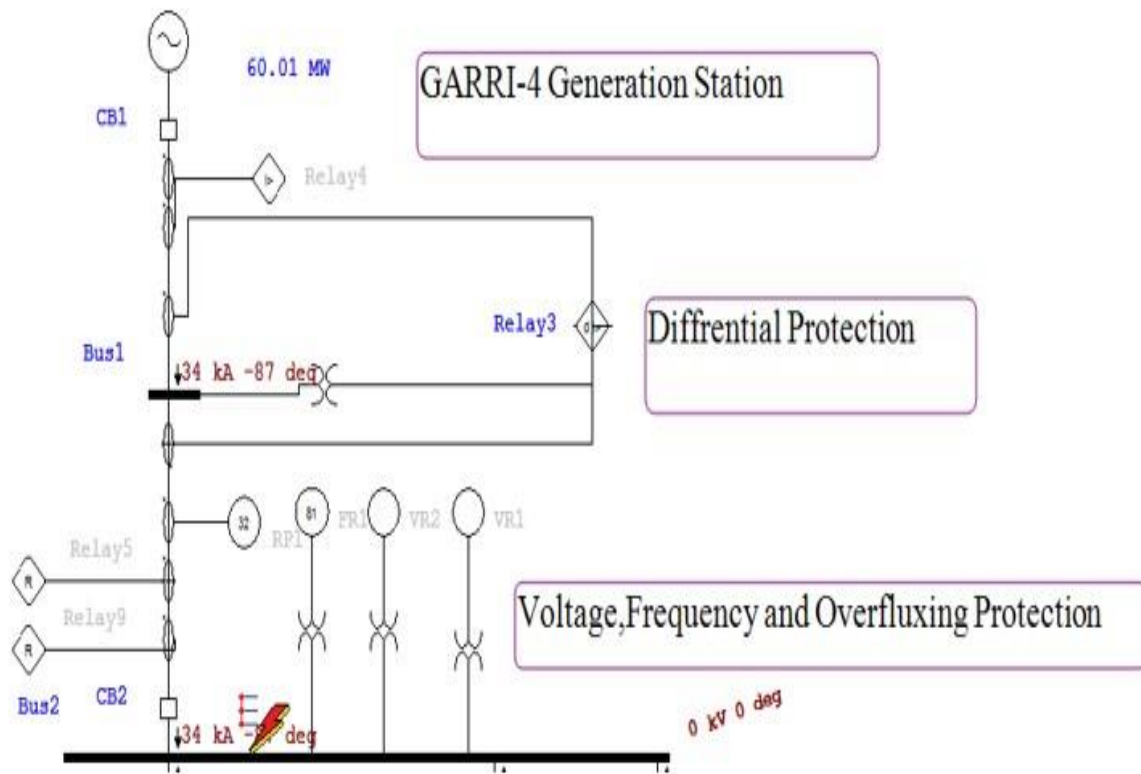 60.01 MW
GARRI-4 Generation Station
CB1
Relay4
Relay3
Diffrential Protection
Bus1
34 kA -87 deg
32
81
RP1
FR1
VR2
VR1
Relay5
R
Relay9
R
Voltage,Frequency and Overfluxing Protection
Bus2
CB2
34 kA
deg
0 kV 0 deg